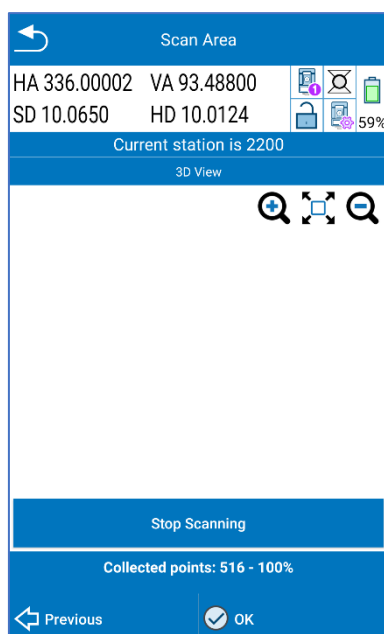 Scan Area
HA 336.00002 VA 93.48800
SD 10.0650 HD 10.0124
1
59%
Current station is 2200
3D View
Stop Scanning
Collected points: 516 - 100%
Previous OK